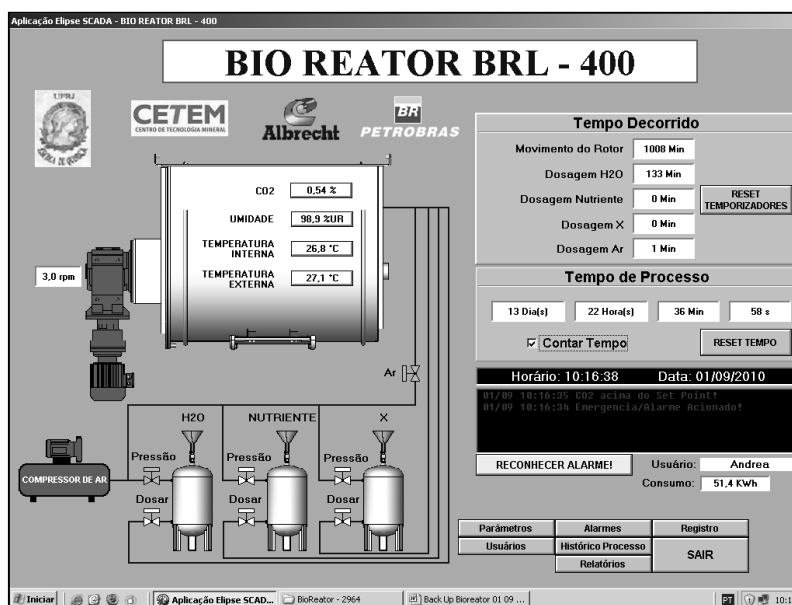 Aplicação Elipse SCADA - BIO REATOR BRL - 400
BIO REATOR BRL - 400
UFRJ
ESCOLA DE QUÍMICA
CETEM
CENTRO DE TECNOLOGIA MINERAL
Albrecht
BR
PETROBRAS
CO2 0,54 %
UMIDADE 98,9 %UR
TEMPERATURA INTERNA 26,8 °C
TEMPERATURA EXTERNA 27,1 °C
3,0 rpm
Ar
H2O NUTRIENTE X
Pressão Pressão Pressão
COMPRESSOR DE AR
Dosar Dosar Dosar
Tempo Decorrido
Movimento do Rotor 1008 Min
Dosagem H2O 133 Min
Dosagem Nutriente 0 Min
RESET TEMPORIZADORES
Dosagem X 0 Min
Dosagem Ar 1 Min
Tempo de Processo
13 Dia(s) 22 Hora(s) 36 Min 58 s
Contar Tempo RESET TEMPO
Horário: 10:16:38 Data: 01/09/2010
01/09 10:16:35 CO2 acima do Set Point!
01/09 10:16:34 Emergencia/Alarme Acionado!
RECONHECER ALARME! Usuário: Andrea
Consumo: 51,4 KWh
Parâmetros Alarmes Registro
Usuários Histórico Processo SAIR
Relatórios
Iniciar Aplicação Elipse SCAD... BioReator - 2964 Back Up Bioreator 01 09 ... PT 10:1